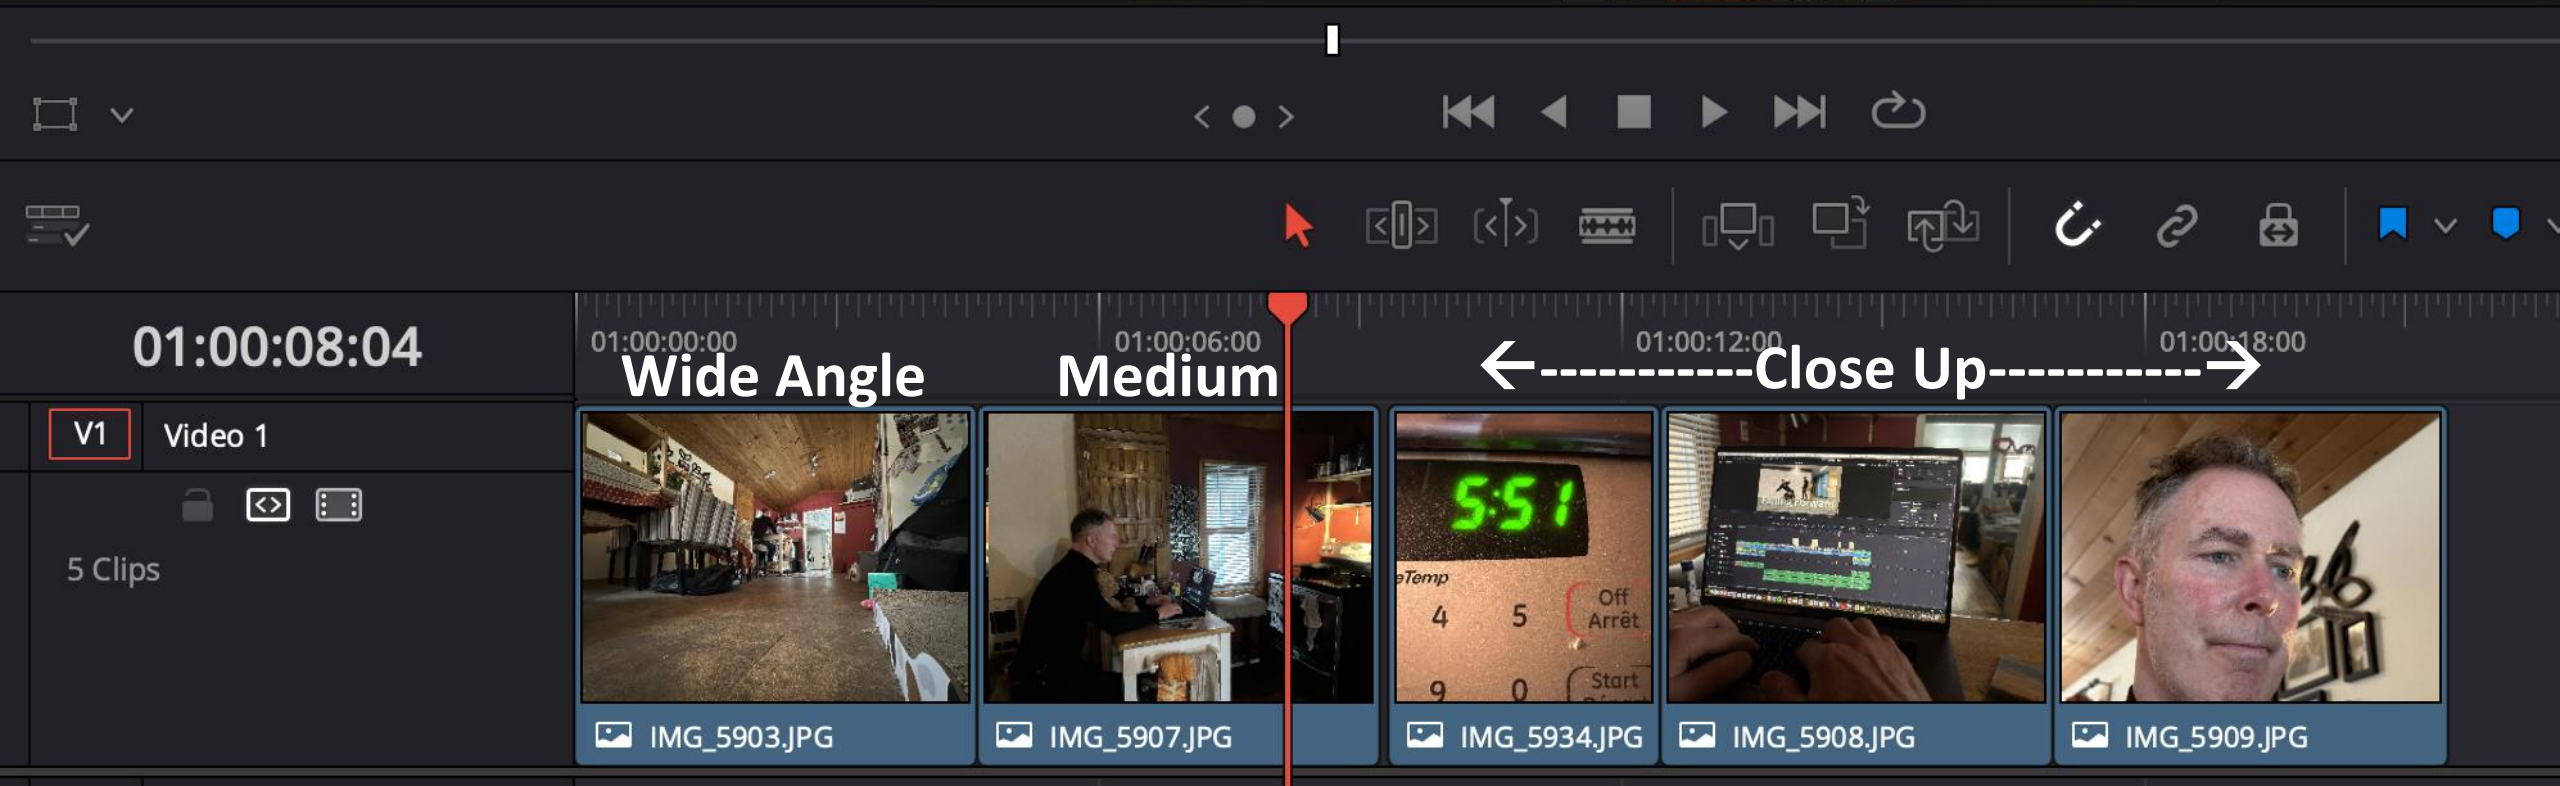 01:00:08:04
01:00:00:00
01:00:06:00
01:00:12:00
01:00:18:00
Wide Angle
Medium
<-----------Close Up----------->
V1
Video 1
5 Clips
5:51
eTemp
4 5 Off
Arrêt
9 0 Start
IMG_5903.JPG
IMG_5907.JPG
IMG_5934.JPG
IMG_5908.JPG
IMG_5909.JPG